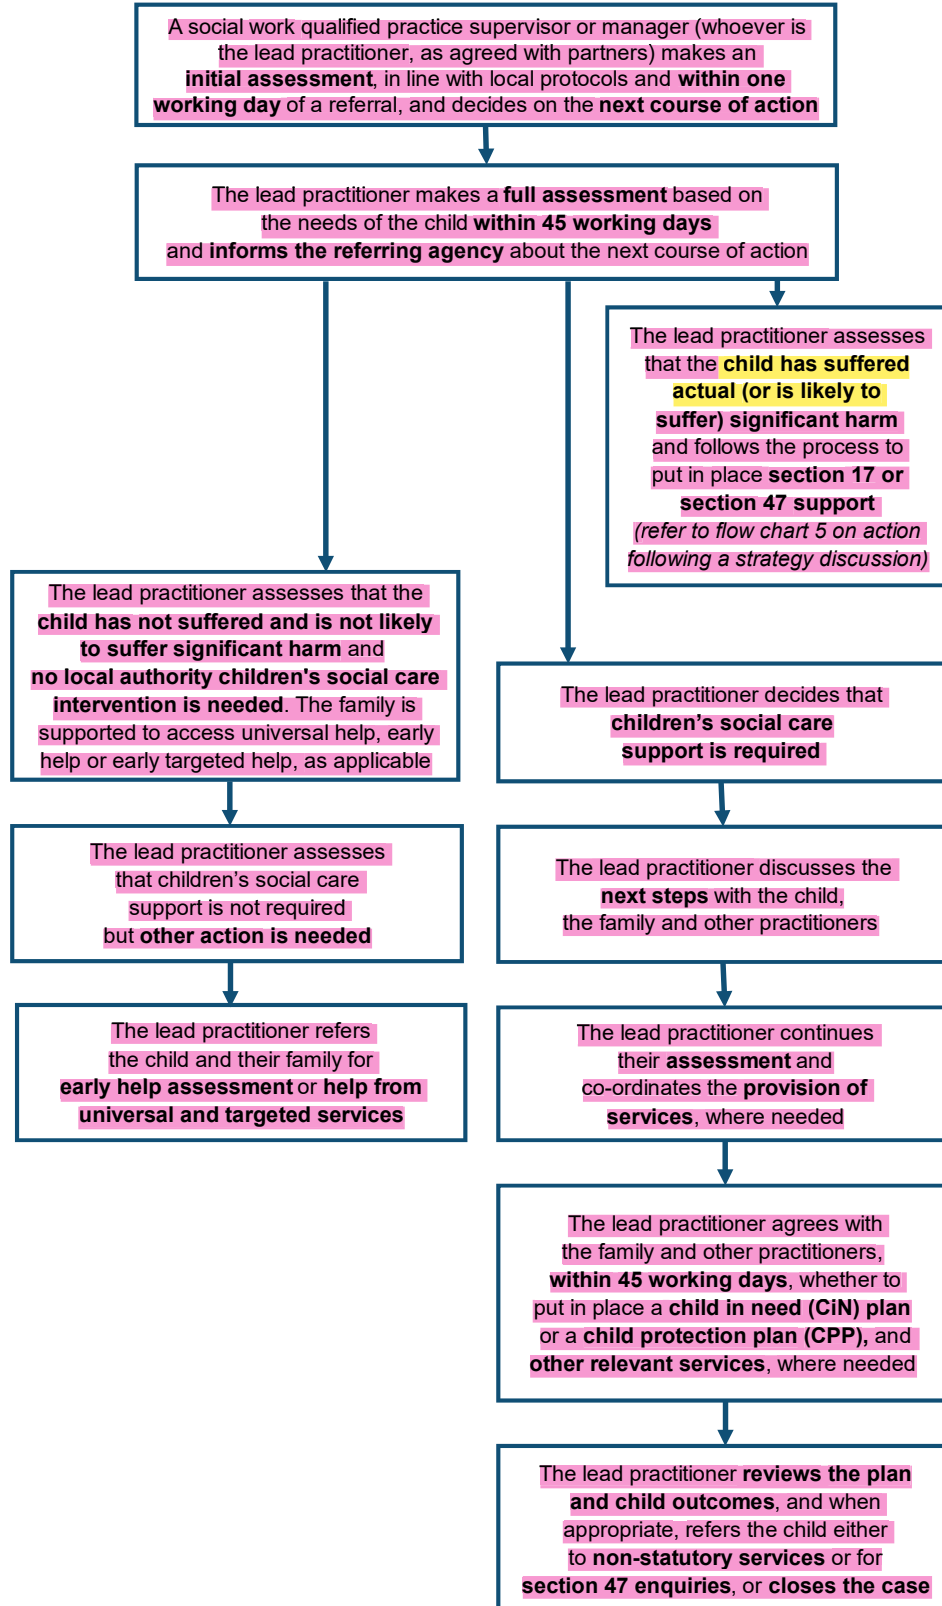 A social work qualified practice supervisor or manager (whoever is
the lead practitioner, as agreed with partners) makes an
initial assessment, in line with local protocols and within one
working day of a referral, and decides on the next course of action
The lead practitioner makes a full assessment based on
the needs of the child within 45 working days
and informs the referring agency about the next course of action
The lead practitioner assesses
that the child has suffered
actual (or is likely to
suffer) significant harm
and follows the process to
put in place section 17 or
section 47 support
(refer to flow chart 5 on action
following a strategy discussion)
The lead practitioner assesses that the
child has not suffered and is not likely
to suffer significant harm and
no local authority children's social care
intervention is needed. The family is
supported to access universal help, early
help or early targeted help, as applicable
The lead practitioner assesses
that children’s social care
support is not required
but other action is needed
The lead practitioner refers
the child and their family for
early help assessment or help from
universal and targeted services
The lead practitioner decides that
children’s social care
support is required
The lead practitioner discusses the
next steps with the child,
the family and other practitioners
The lead practitioner continues
their assessment and
co-ordinates the provision of
services, where needed
The lead practitioner agrees with
the family and other practitioners,
within 45 working days, whether to
put in place a child in need (CiN) plan
or a child protection plan (CPP), and
other relevant services, where needed
The lead practitioner reviews the plan
and child outcomes, and when
appropriate, refers the child either
to non-statutory services or for
section 47 enquiries, or closes the case